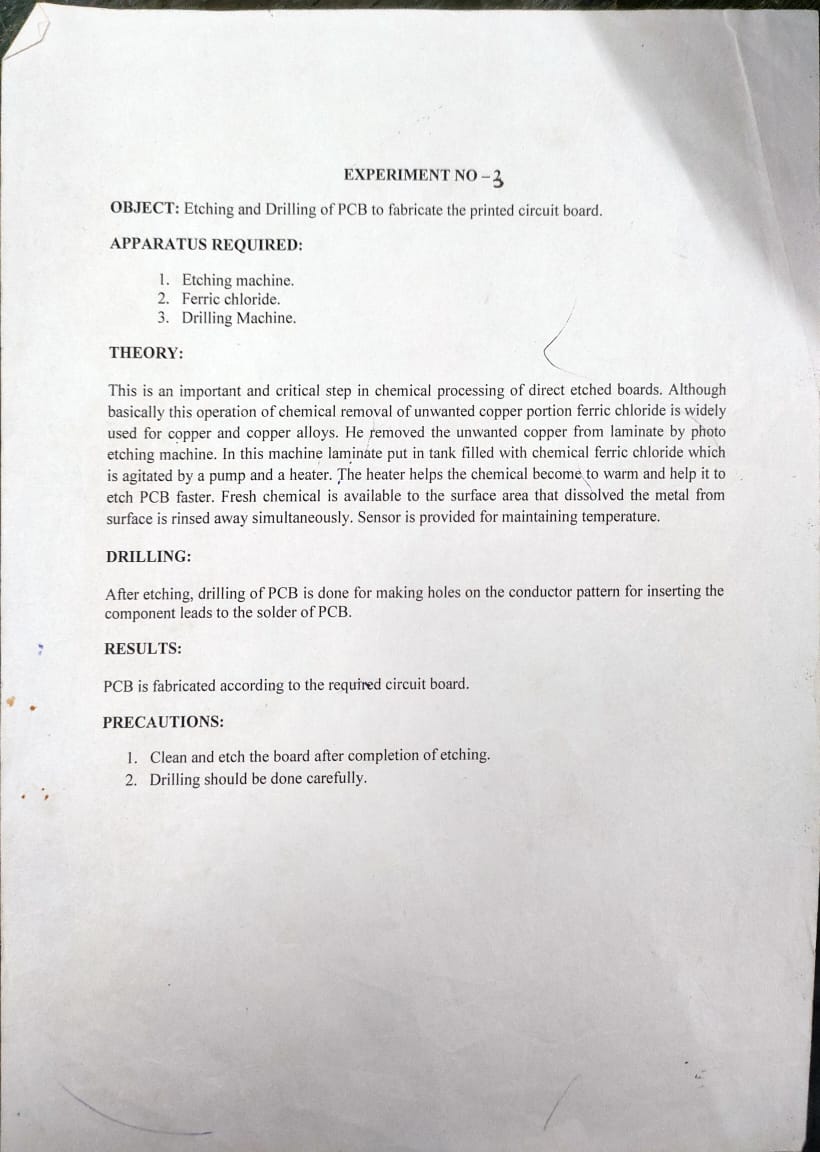 EXPERIMENT NO - 3
OBJECT: Etching and Drilling of PCB to fabricate the printed circuit board.
APPARATUS REQUIRED:
1. Etching machine.
2. Ferric chloride.
3. Drilling Machine.
THEORY:
This is an important and critical step in chemical processing of direct etched boards. Although
basically this operation of chemical removal of unwanted copper portion ferric chloride is widely
used for copper and copper alloys. He removed the unwanted copper from laminate by photo
etching machine. In this machine laminate put in tank filled with chemical ferric chloride which
is agitated by a pump and a heater. The heater helps the chemical become to warm and help it to
etch PCB faster. Fresh chemical is available to the surface area that dissolved the metal from
surface is rinsed away simultaneously. Sensor is provided for maintaining temperature.
DRILLING:
After etching, drilling of PCB is done for making holes on the conductor pattern for inserting the
component leads to the solder of PCB.
RESULTS:
PCB is fabricated according to the required circuit board.
PRECAUTIONS:
1. Clean and etch the board after completion of etching.
2. Drilling should be done carefully.